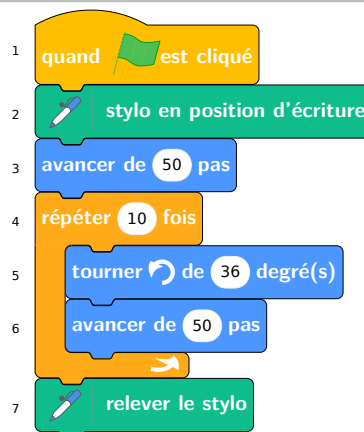 1 quand est cliqué
2 stylo en position d'écriture
3 avancer de 50 pas
4 répéter 10 fois
5 tourner de 36 degré(s)
6 avancer de 50 pas
7 relever le stylo